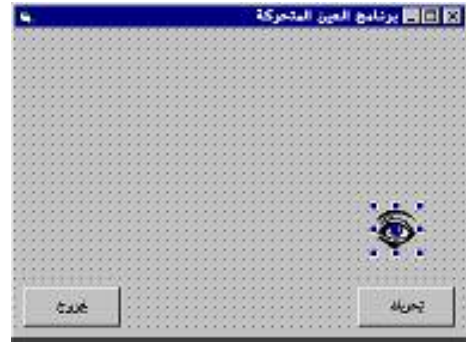 برنامج العين المتحركة
تحريك
خروج